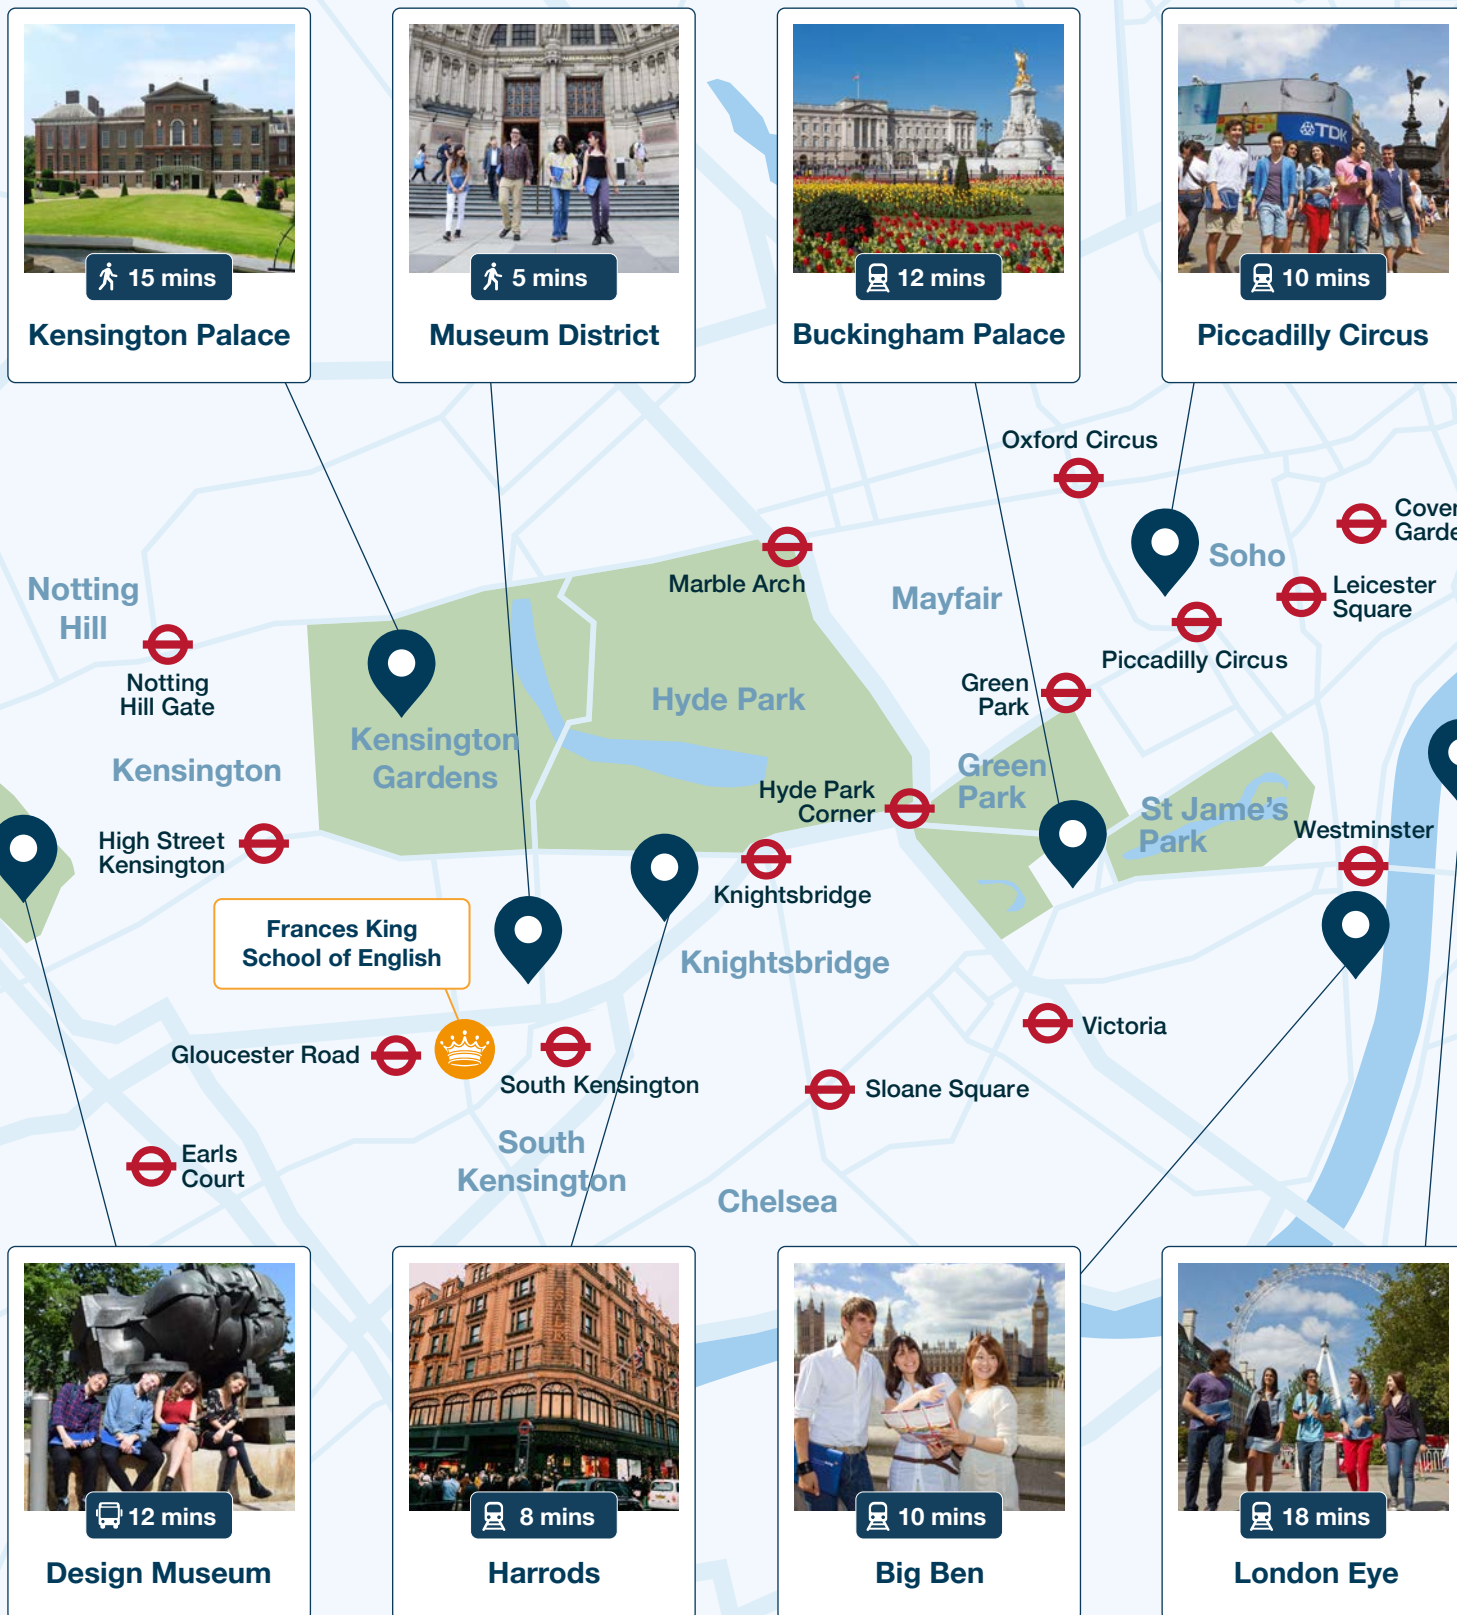 TDK
15 mins
Kensington Palace
5 mins
Museum District
12 mins
Buckingham Palace
10 mins
Piccadilly Circus
Oxford Circus
Cover
Garde
Soho
Marble Arch
Mayfair
Leicester
Square
Notting
Hill
Notting
Hill Gate
Piccadilly Circus
Green
Park
Hyde Park
Kensington
Gardens
Kensington
Green
Park
Hyde Park
Corner
St Jame's
Park
Westminster
High Street
Kensington
Knightsbridge
Frances King
School of English
Knightsbridge
Victoria
Gloucester Road
South Kensington
Sloane Square
Earls
Court
South
Kensington
Chelsea
12 mins
Design Museum
8 mins
Harrods
10 mins
Big Ben
18 mins
London Eye